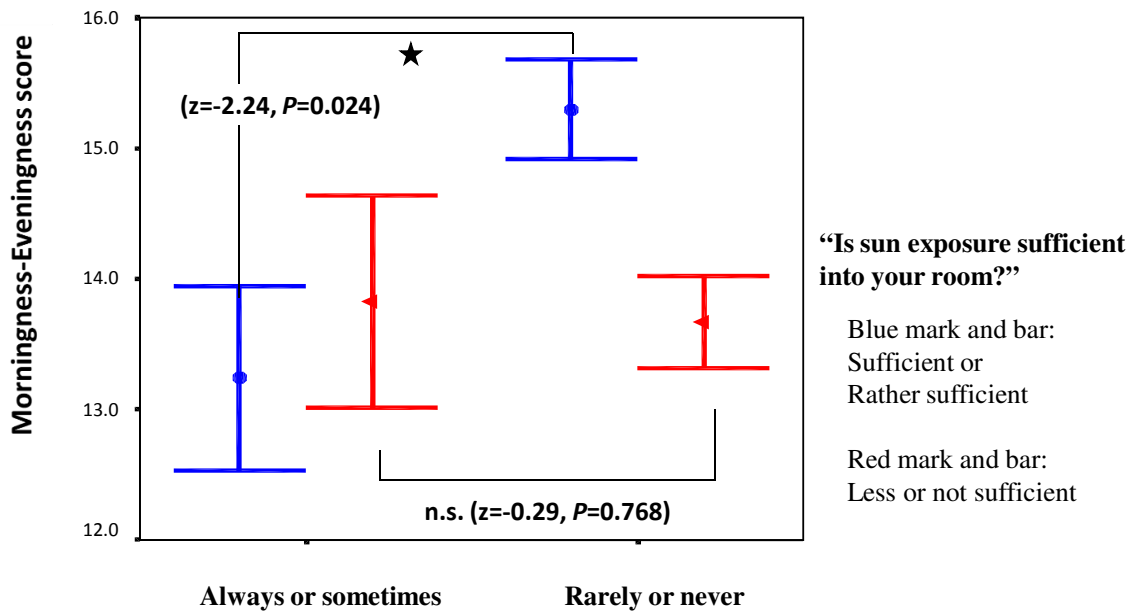 Morningness-Eveningness score
16.0
15.0
14.0
13.0
12.0
★
(z=-2.24, P=0.024)
n.s. (z=-0.29, P=0.768)
Always or sometimes
Rarely or never
“Is sun exposure sufficient
into your room?”
Blue mark and bar:
Sufficient or
Rather sufficient
Red mark and bar:
Less or not sufficient